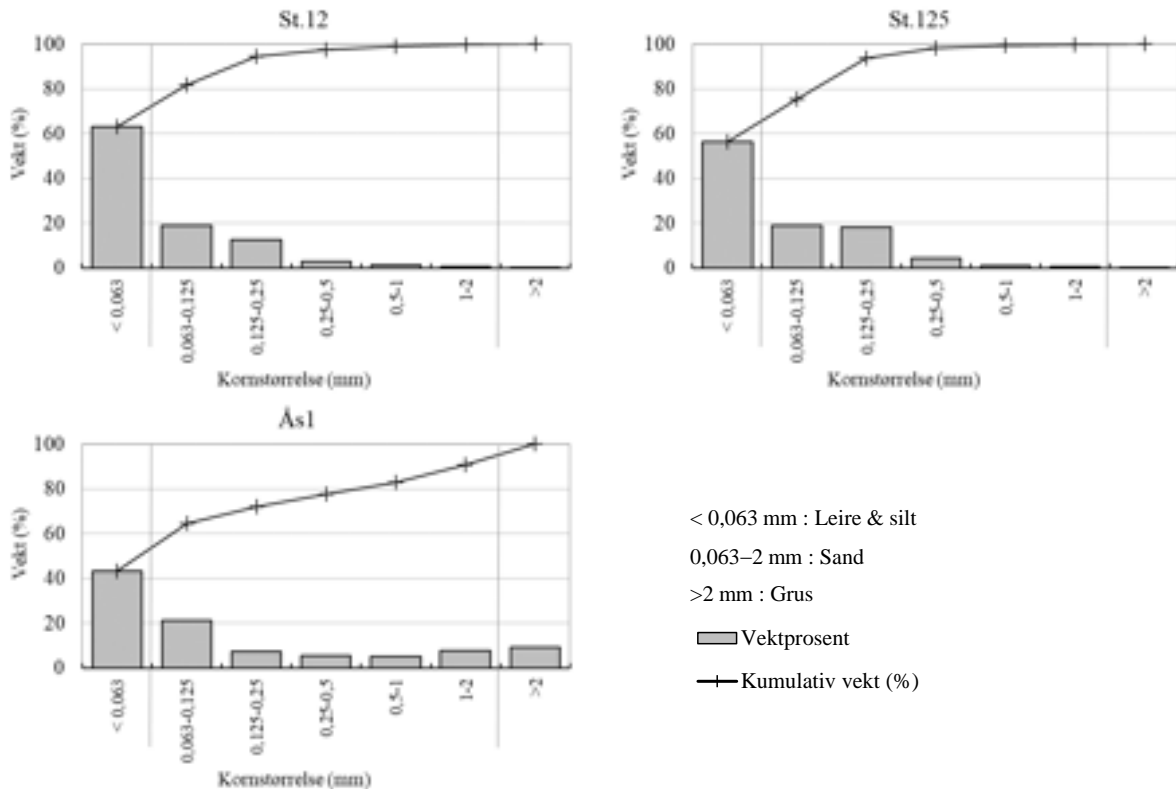 St.12
100
80
60
40
20
0
Vekt (%)
< 0,063
0,063-0,125
0,125-0,25
0,25-0,5
0,5-1
1-2
>2
Kornstørrelse (mm)
St.125
100
80
60
40
20
0
Vekt (%)
< 0,063
0,063-0,125
0,125-0,25
0,25-0,5
0,5-1
1-2
>2
Kornstørrelse (mm)
Ås1
100
80
60
40
20
0
Vekt (%)
< 0,063
0,063-0,125
0,125-0,25
0,25-0,5
0,5-1
1-2
>2
Kornstørrelse (mm)
< 0,063 mm : Leire & silt
0,063–2 mm : Sand
>2 mm : Grus
Vektprosent
Kumulativ vekt (%)